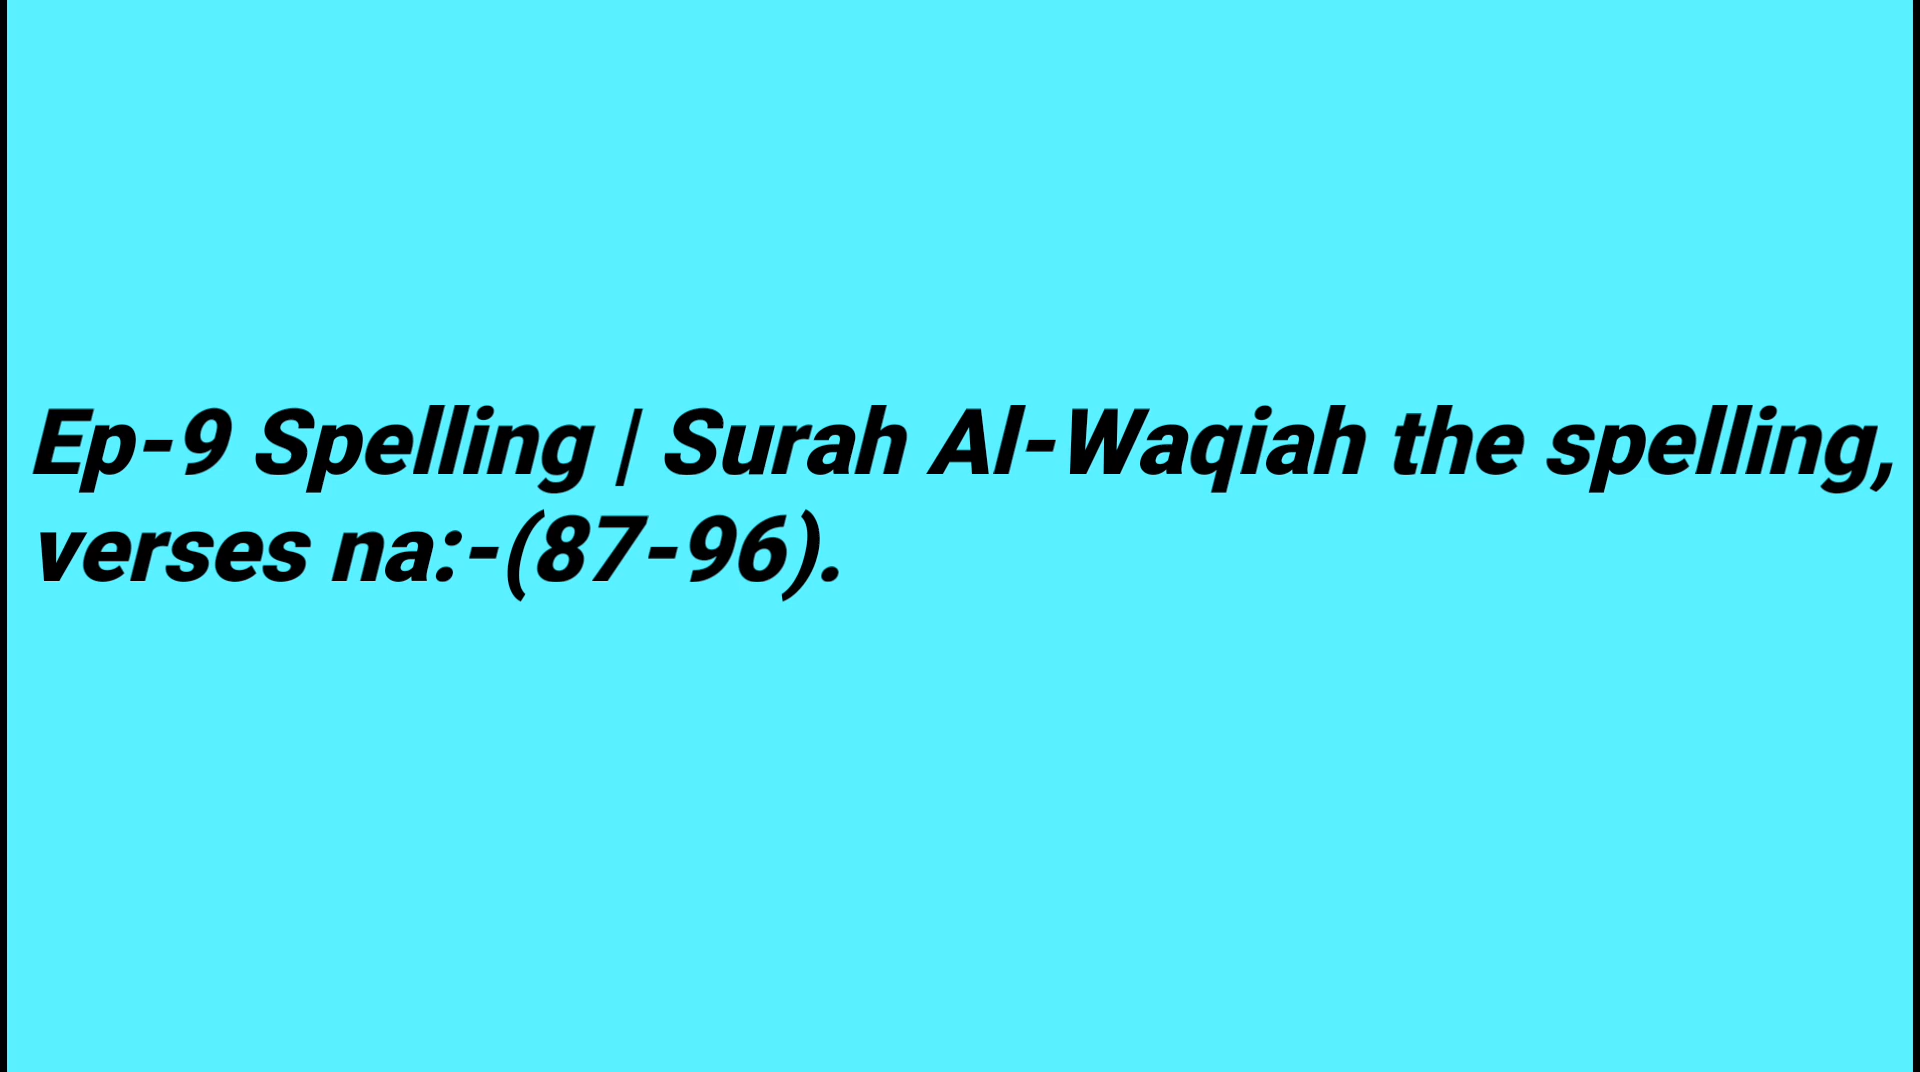 Ep-9 Spelling | Surah Al-Waqiah the spelling,
verses na:-(87-96).